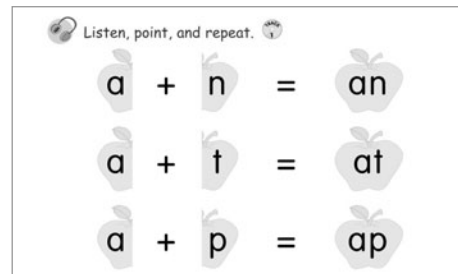 Listen, point, and repeat.
a + n = an
a + t = at
a + p = ap